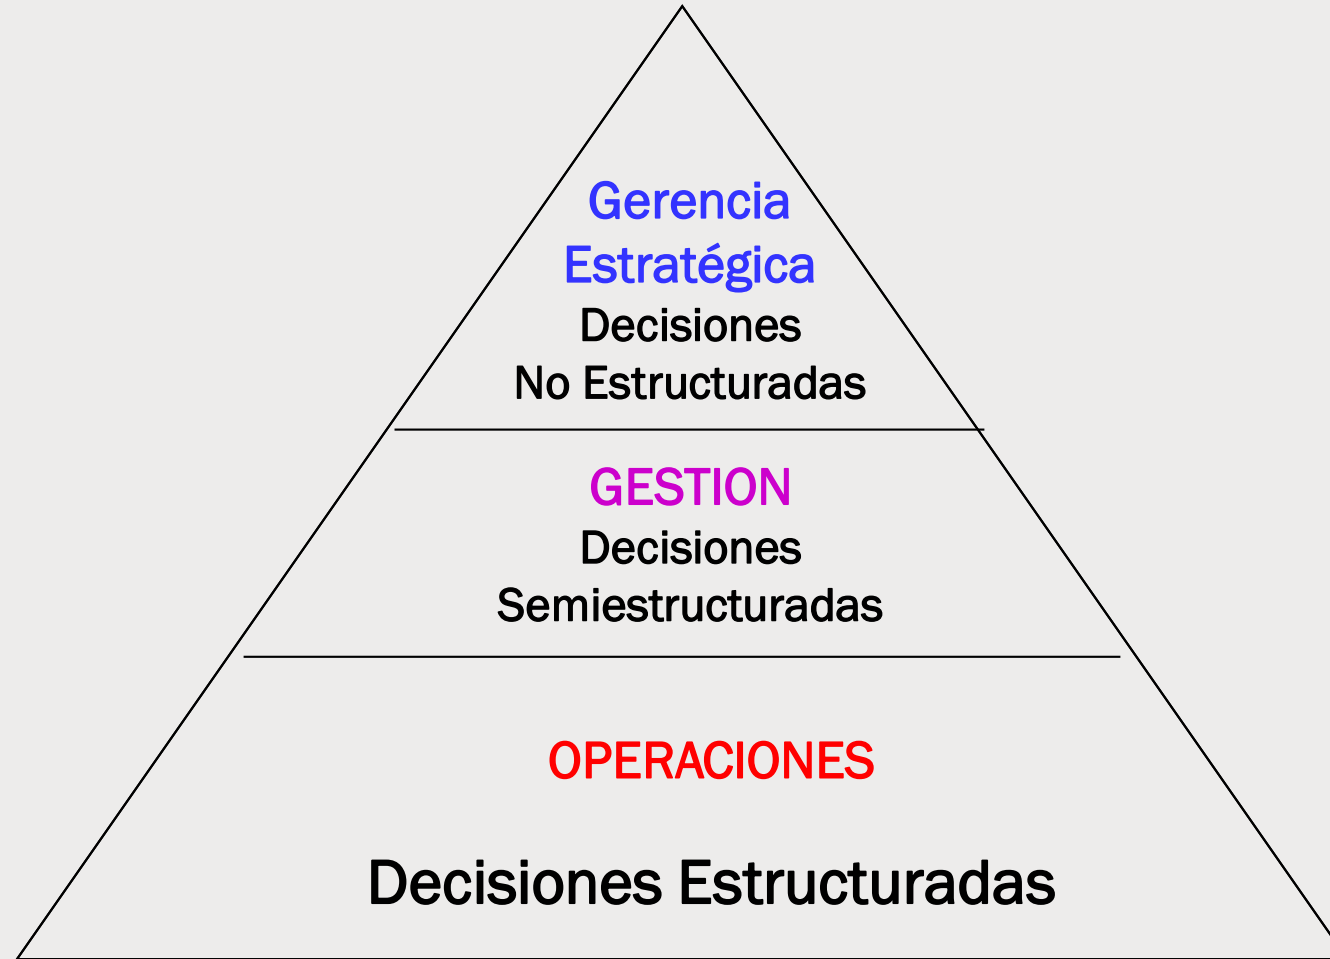 Gerencia
Estratégica
Decisiones
No Estructuradas
GESTION
Decisiones
Semiestructuradas
OPERACIONES
Decisiones Estructuradas